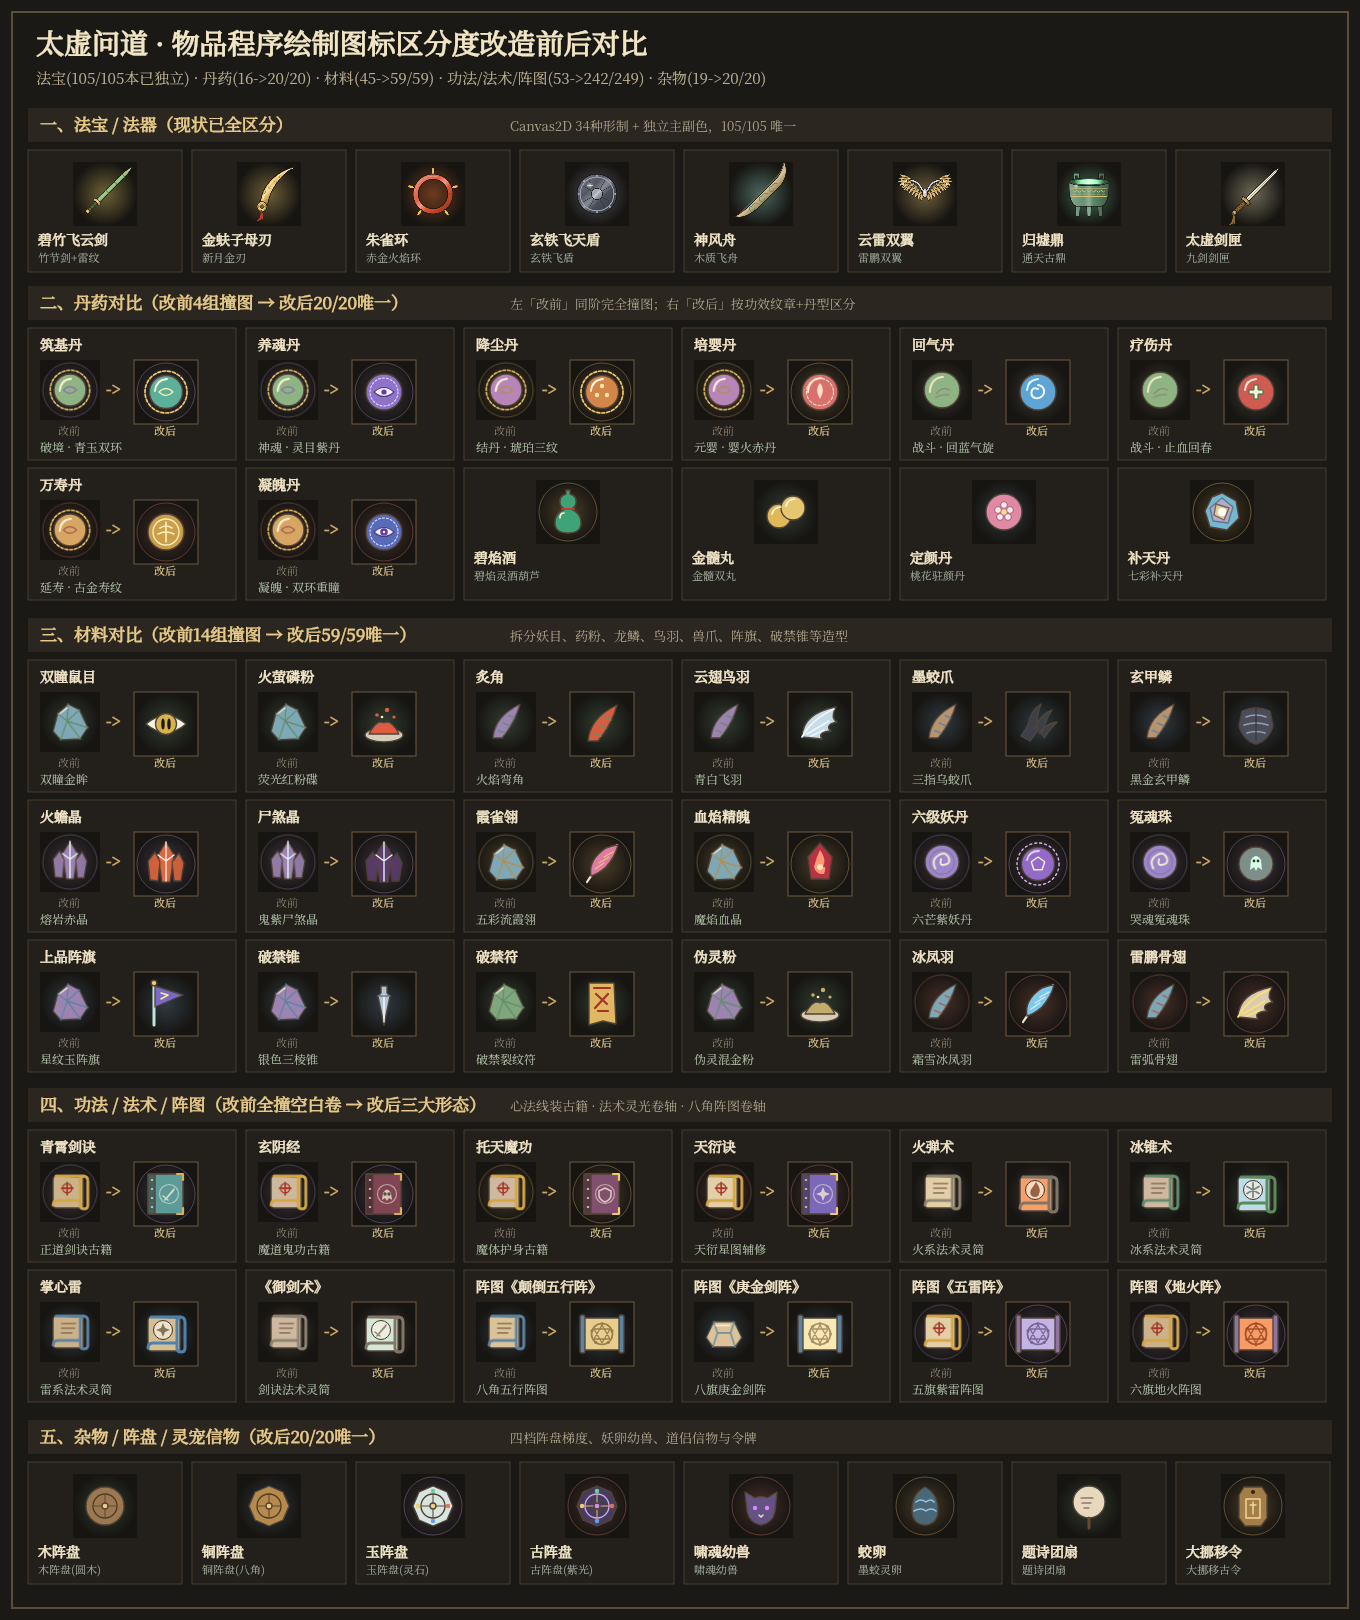 太虚问道 · 物品程序绘制图标区分度改造前后对比
法宝(105/105本已独立) · 丹药(16->20/20) · 材料(45->59/59) · 功法/法术/阵图(53->242/249) · 杂物(19->20/20)
一、法宝 / 法器（现状已全区分） Canvas2D 34种形制 + 独立主副色，105/105 唯一
碧竹飞云剑 金蚨子母刃 朱雀环 玄铁飞天盾 神风舟 云雷双翼 归墟鼎 太虚剑匣
竹节剑+雷纹 新月金刃 赤金火焰环 玄铁飞盾 木质飞舟 雷鹏双翼 通天古鼎 九剑剑匣
二、丹药对比（改前4组撞图 → 改后20/20唯一） 左「改前」同阶完全撞图；右「改后」按功效纹章+丹型区分
筑基丹 养魂丹 降尘丹 培婴丹 回气丹 疗伤丹
-> -> -> -> -> ->
改前 改后 改前 改后 改前 改后 改前 改后 改前 改后 改前 改后
破境 · 青玉双环 神魂 · 灵目紫丹 结丹 · 琥珀三纹 元婴 · 婴火赤丹 战斗 · 回蓝气旋 战斗 · 止血回春
万寿丹 凝魄丹
-> ->
碧焰酒 金髓丸 定颜丹 补天丹
改前 改后 改前 改后 碧焰灵酒葫芦 金髓双丸 桃花驻颜丹 七彩补天丹
延寿 · 古金寿纹 凝魄 · 双环重瞳
三、材料对比（改前14组撞图 → 改后59/59唯一） 拆分妖目、药粉、龙鳞、鸟羽、兽爪、阵旗、破禁锥等造型
双瞳鼠目 火萤磷粉 炙角 云翅鸟羽 墨蛟爪 玄甲鳞
-> -> -> -> -> ->
改前 改后 改前 改后 改前 改后 改前 改后 改前 改后 改前 改后
双瞳金眸 荧光红粉碟 火焰弯角 青白飞羽 三指乌蛟爪 黑金玄甲鳞
火蟾晶 尸煞晶 霞雀翎 血焰精魄 六级妖丹 冤魂珠
-> -> -> -> -> ->
改前 改后 改前 改后 改前 改后 改前 改后 改前 改后 改前 改后
熔岩赤晶 鬼紫尸煞晶 五彩流霞翎 魔焰血晶 六芒紫妖丹 哭魂冤魂珠
上品阵旗 破禁锥 破禁符 伪灵粉 冰凤羽 雷鹏骨翅
-> -> -> -> -> ->
改前 改后 改前 改后 改前 改后 改前 改后 改前 改后 改前 改后
星纹玉阵旗 银色三棱锥 破禁裂纹符 伪灵混金粉 霜雪冰凤羽 雷弧骨翅
四、功法 / 法术 / 阵图（改前全撞空白卷 → 改后三大形态） 心法线装古籍 · 法术灵光卷轴 · 八角阵图卷轴
青霄剑诀 玄阴经 托天魔功 天衍诀 火弹术 冰锥术
-> -> -> -> -> ->
改前 改后 改前 改后 改前 改后 改前 改后 改前 改后 改前 改后
正道剑诀古籍 魔道鬼功古籍 魔体护身古籍 天衍星图辅修 火系法术灵简 冰系法术灵简
掌心雷 《御剑术》 阵图《颠倒五行阵》 阵图《庚金剑阵》 阵图《五雷阵》 阵图《地火阵》
-> -> -> -> -> ->
改前 改后 改前 改后 改前 改后 改前 改后 改前 改后 改前 改后
雷系法术灵简 剑诀法术灵简 八角五行阵图 八旗庚金剑阵 五旗紫雷阵图 六旗地火阵图
五、杂物 / 阵盘 / 灵宠信物（改后20/20唯一） 四档阵盘梯度、妖卵幼兽、道侣信物与令牌
木阵盘 铜阵盘 玉阵盘 古阵盘 啸魂幼兽 蛟卵 题诗团扇 大挪移令
木阵盘(圆木) 铜阵盘(八角) 玉阵盘(灵石) 古阵盘(紫光) 啸魂幼兽 墨蛟灵卵 题诗团扇 大挪移古令